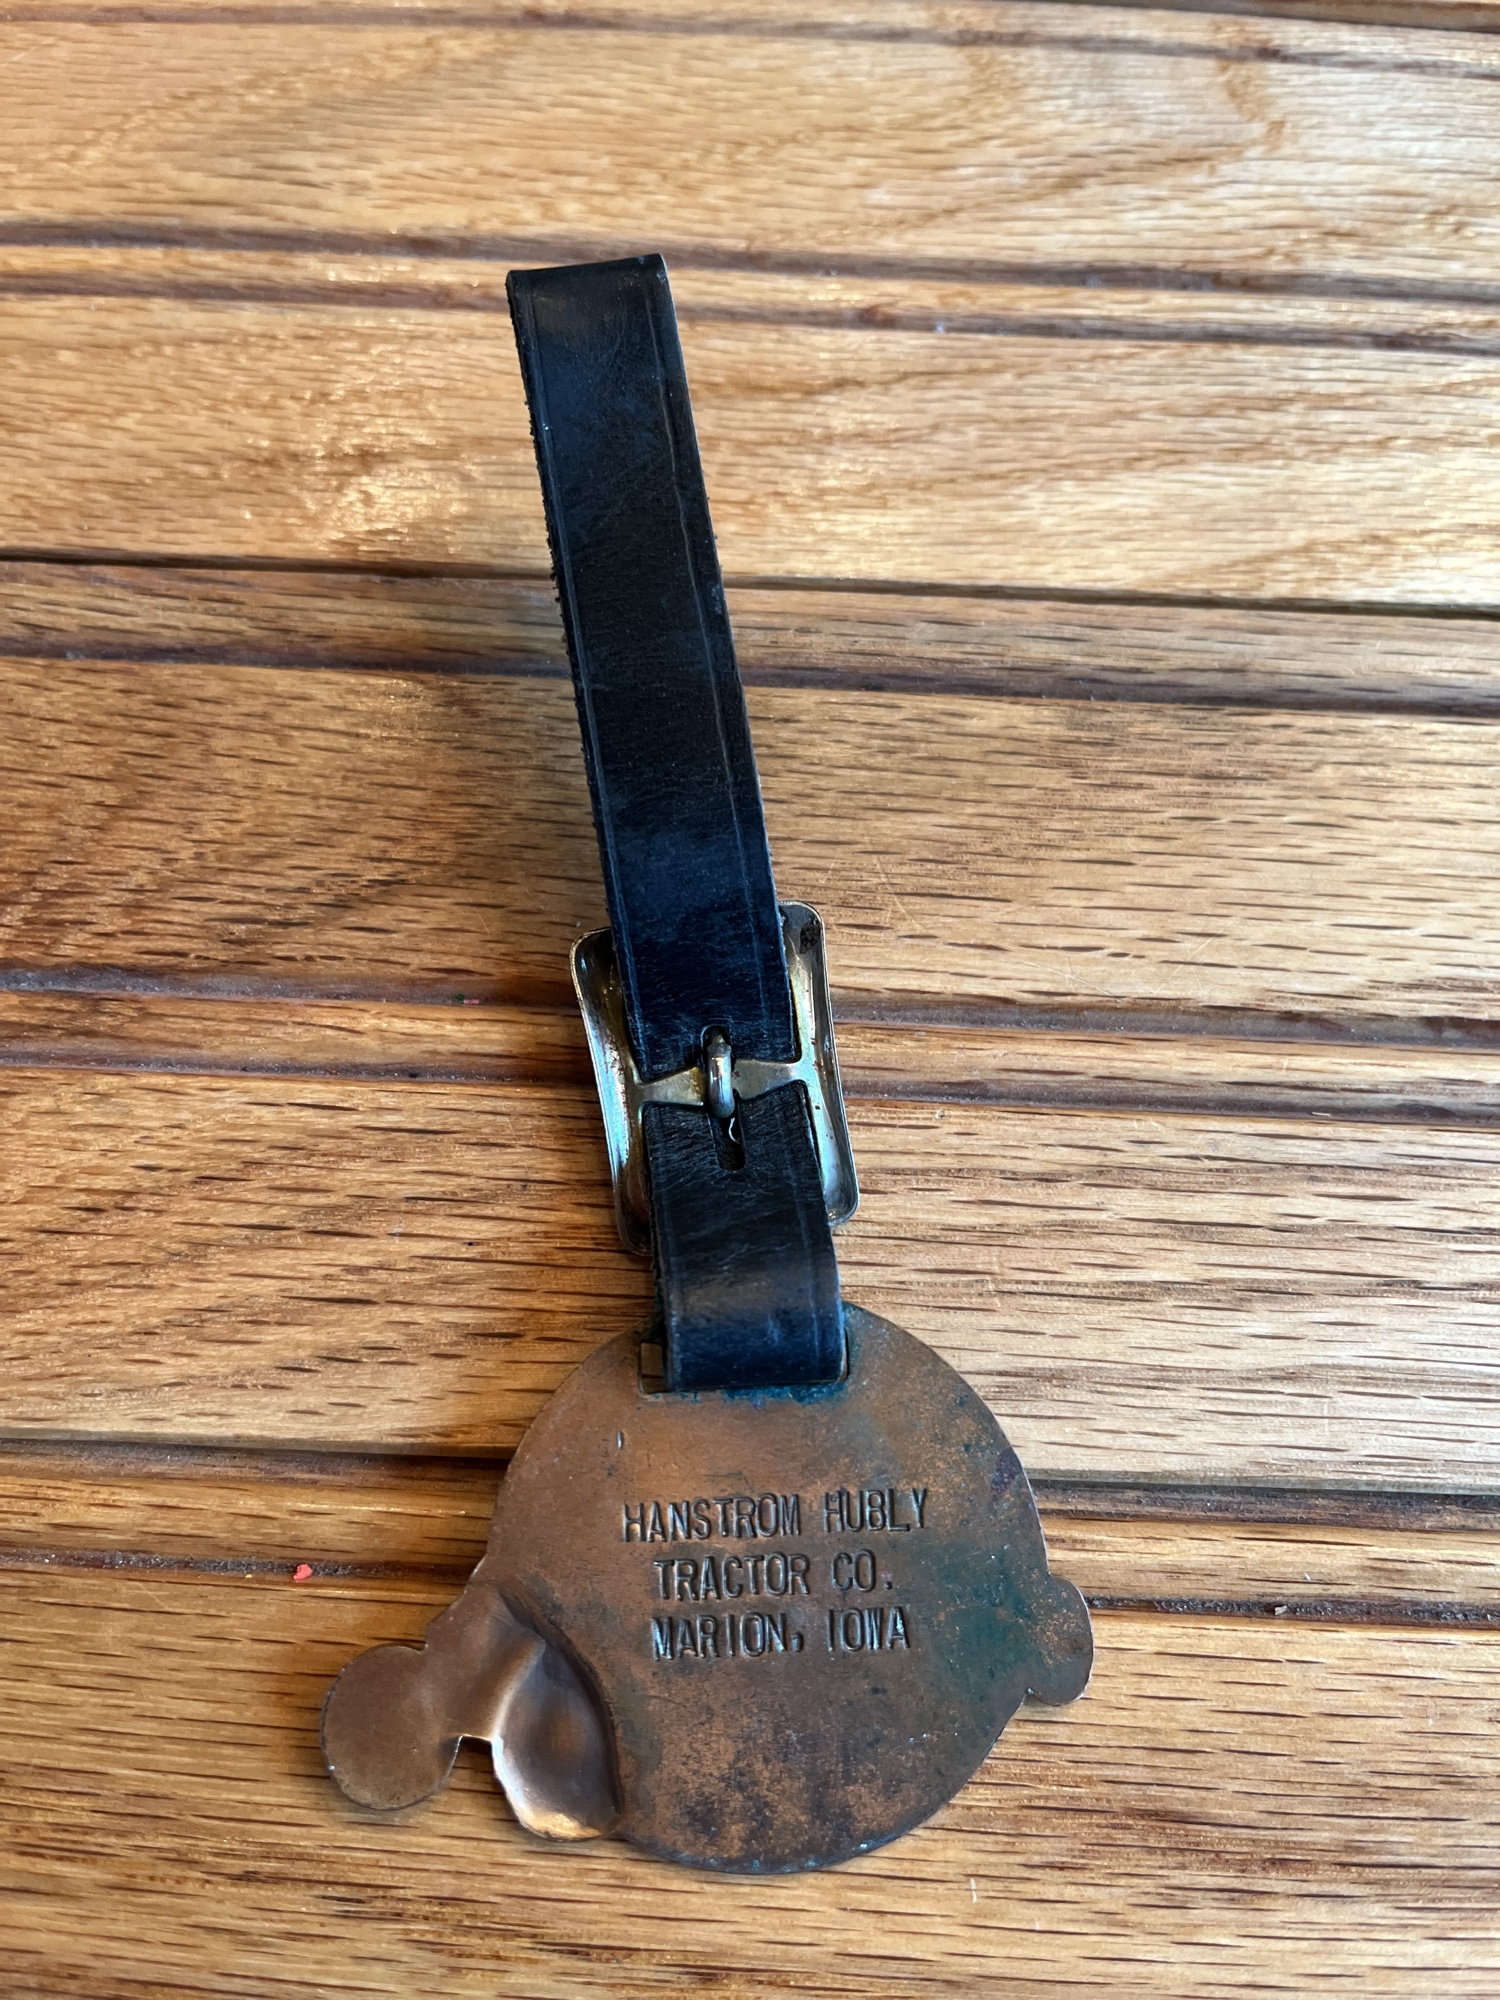 HANSTROM HUBLY
TRACTOR CO.
MARION, IOWA